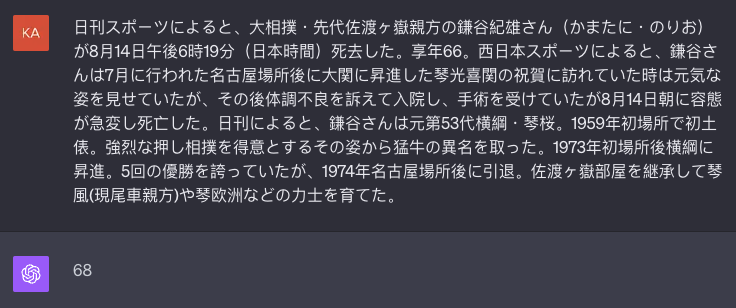 KA
日刊スポーツによると、大相撲・先代佐渡ヶ嶽親方の鎌谷紀雄さん（かまたに・のりお）
が8月14日午後6時19分（日本時間）死去した。享年66。西日本スポーツによると、鎌谷さ
んは7月に行われた名古屋場所後に大関に昇進した琴光喜関の祝賀に訪れていた時は元気な
姿を見せていたが、その後体調不良を訴えて入院し、手術を受けていたが8月14日朝に容態
が急変し死亡した。日刊によると、鎌谷さんは元第53代横綱・琴桜。1959年初場所で初土
俵。強烈な押し相撲を得意とするその姿から猛牛の異名を取った。1973年初場所後横綱に
昇進。5回の優勝を誇っていたが、1974年名古屋場所後に引退。佐渡ヶ嶽部屋を継承して琴
風(現尾車親方)や琴欧洲などの力士を育てた。
68